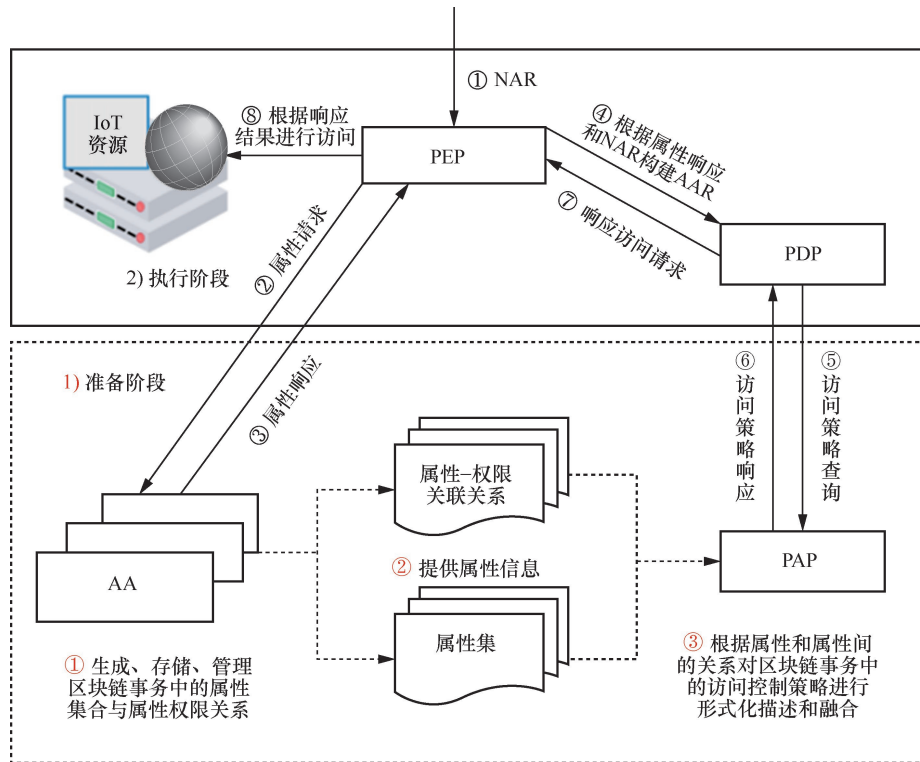 ① NAR
IoT
资源
⑧ 根据响应
结果进行访问
PEP
④ 根据属性响应
和NAR构建AAR
⑦ 响应访问请求
PDP
② 属性请求
2) 执行阶段
1) 准备阶段
③ 属性响应
⑥访问策略响应
⑤访问策略查询
属性–权限
关联关系
AA
② 提供属性信息
PAP
属性集
① 生成、存储、管理
区块链事务中的属性
集合与属性权限关系
③ 根据属性和属性间
的关系对区块链事务中
的访问控制策略进行
形式化描述和融合